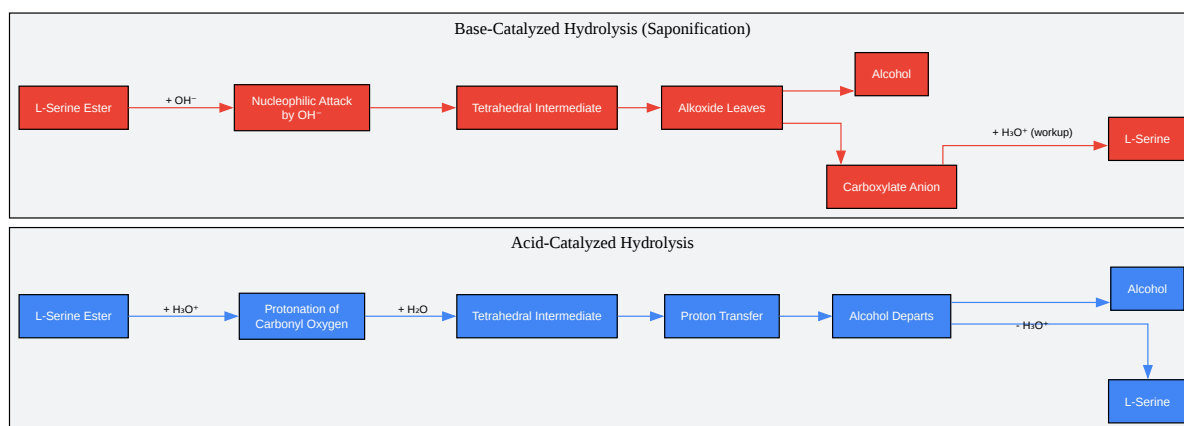 Base-Catalyzed Hydrolysis (Saponification)
L-Serine Ester
+ OH⁻
Nucleophilic Attack
by OH⁻
Tetrahedral Intermediate
Alkoxide Leaves
Alcohol
Carboxylate Anion
+ H₃O⁺ (workup)
L-Serine
Acid-Catalyzed Hydrolysis
L-Serine Ester
+ H₃O⁺
Protonation of
Carbonyl Oxygen
+ H₂O
Tetrahedral Intermediate
Proton Transfer
Alcohol Departs
Alcohol
- H₃O⁺
L-Serine